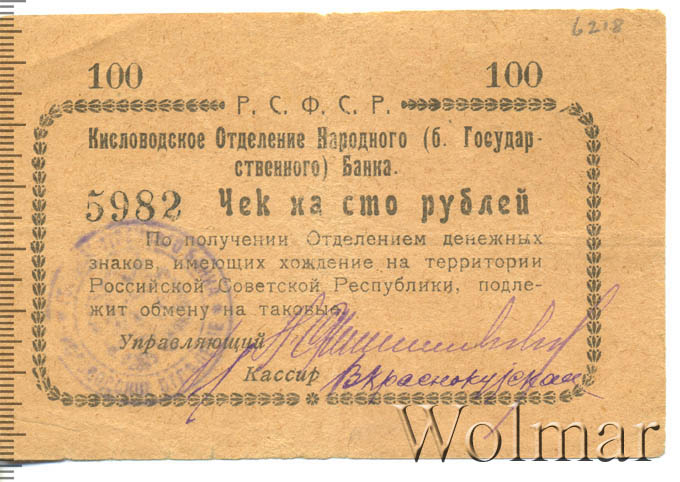 6218
100 100
Р. С. Ф. С. Р.
Кисловодское Отделение Народного (б. Государ-
ственного) Банка.
5982 Чек на сто рублей
По получении Отделением денежных
знаков, имеющих хождение на территории
Российской Советской Республики, подле-
жит обмену на таковые.
Управляющий
Кассир
Wolmar